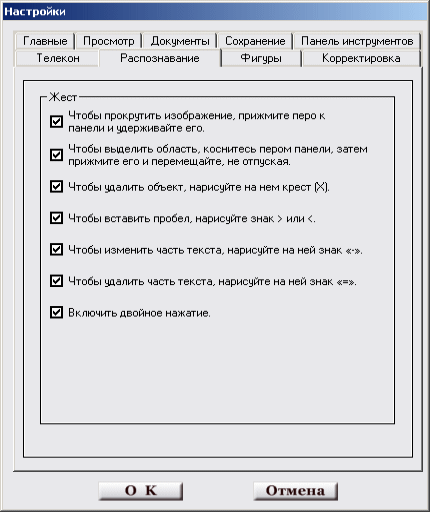 Настройки
Главные Просмотр Документы Сохранение Панель инструментов
Телекон Распознавание Фигуры Корректировка
Жест
Чтобы прокрутить изображение, прижмите перо к
панели и удерживайте его.
Чтобы выделить область, коснитесь пером панели, затем
прижмите его и перемещайте, не отпуская.
Чтобы удалить объект, нарисуйте на нем крест (X).
Чтобы вставить пробел, нарисуйте знак > или <.
Чтобы изменить часть текста, нарисуйте на ней знак «-».
Чтобы удалить часть текста, нарисуйте на ней знак «=».
Включить двойное нажатие.
О К Отмена